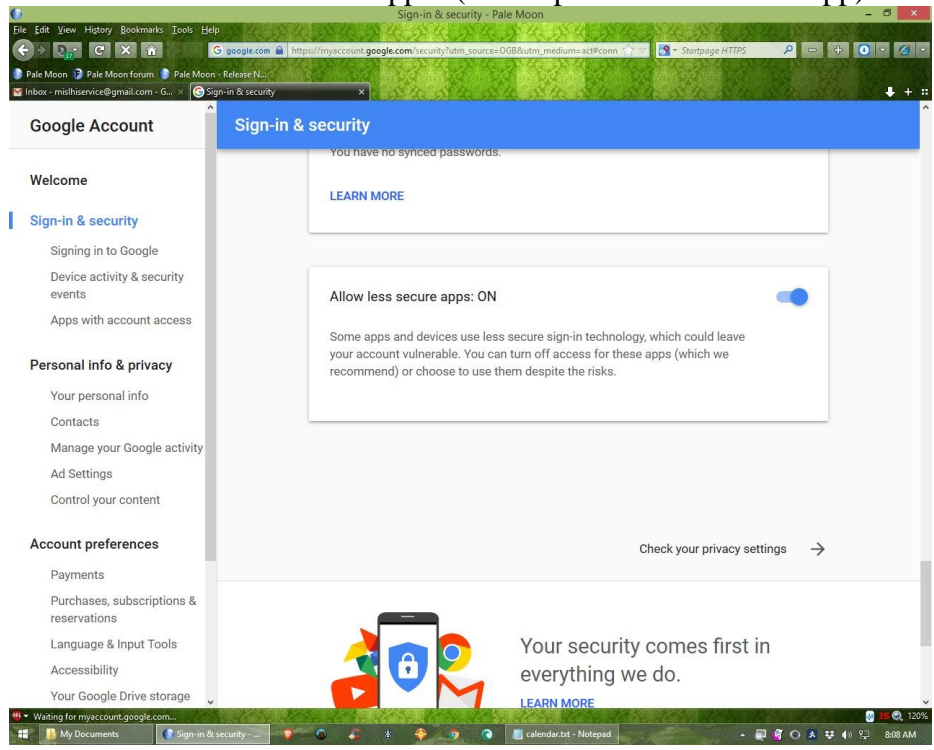 Sign-in & security - Pale Moon
File Edit View History Bookmarks Tools Help
google.com https://myaccount.google.com/security?utm_source=OGB&utm_medium=act#conn Startpage HTTPS
Pale Moon Pale Moon forum Pale Moon - Release N...
Inbox - mislhiservice@gmail.com - G... × Sign-in & security ×
Google Account
Sign-in & security
Welcome
Sign-in & security
Signing in to Google
Device activity & security
events
Apps with account access
Personal info & privacy
Your personal info
Contacts
Manage your Google activity
Ad Settings
Control your content
Account preferences
Payments
Purchases, subscriptions &
reservations
Language & Input Tools
Accessibility
Your Google Drive storage
You have no synced passwords.
LEARN MORE
Allow less secure apps: ON
Some apps and devices use less secure sign-in technology, which could leave
your account vulnerable. You can turn off access for these apps (which we
recommend) or choose to use them despite the risks.
Check your privacy settings
Your security comes first in
everything we do.
LEARN MORE
Waiting for myaccount.google.com...
JS 120%
My Documents Sign-in & security - ... calendar.txt - Notepad 8:08 AM